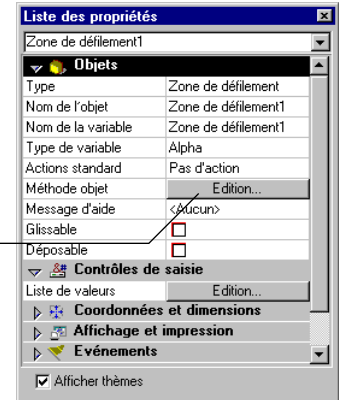 Liste des propriétés
Zone de défilement1
Objets
Type Zone de défilement
Nom de l'objet Zone de défilement1
Nom de la variable Zone de défilement1
Type de variable Alpha
Actions standard Pas d'action
Méthode objet Edition...
Message d'aide <Aucun>
Glissable
Déposable
Contrôles de saisie
Liste de valeurs Edition...
Coordonnées et dimensions
Affichage et impression
Evénements
Afficher thèmes